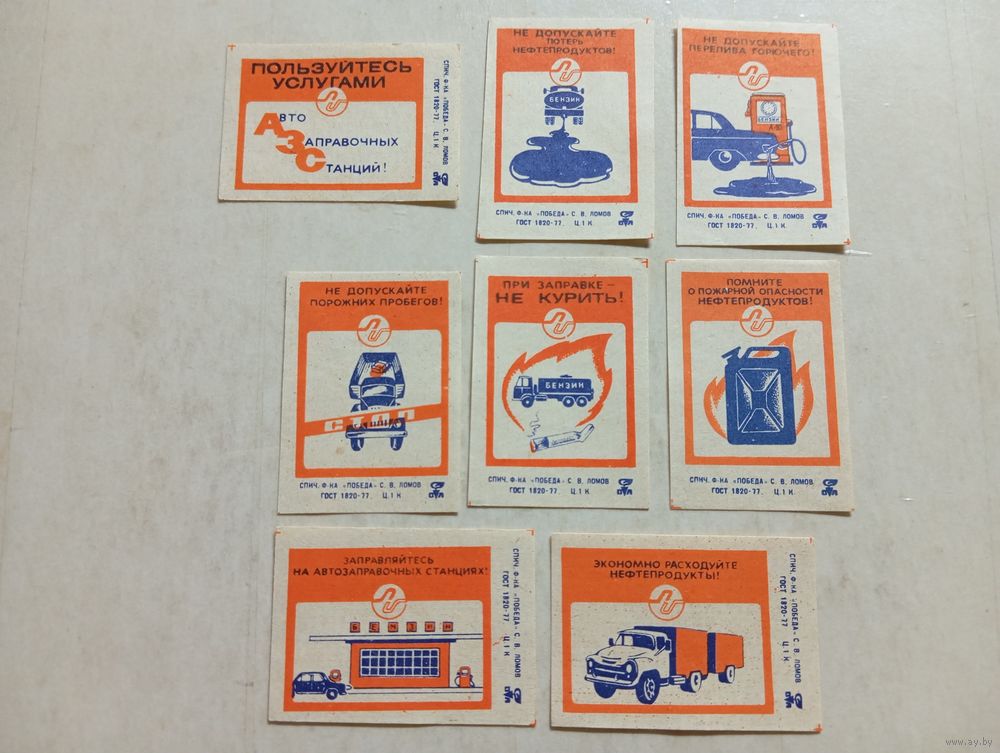 ПОЛЬЗУЙТЕСЬ
УСЛУГАМИ
АВТО
ЗАПРАВОЧНЫХ
СТАНЦИЙ!
СПИЧ. Ф-КА «ПОБЕДА» С. В. ЛОМОВ
ГОСТ 1820-77. Ц.1 К.
НЕ ДОПУСКАЙТЕ
ПОТЕРЬ
НЕФТЕПРОДУКТОВ!
БЕНЗИН
СПИЧ. Ф-КА «ПОБЕДА» С. В. ЛОМОВ
ГОСТ 1820-77. Ц.1 К.
НЕ ДОПУСКАЙТЕ
ПЕРЕЛИВА ГОРЮЧЕГО!
БЕНЗИН
СПИЧ. Ф-КА «ПОБЕДА» С. В. ЛОМОВ
ГОСТ 1820-77. Ц.1 К.
НЕ ДОПУСКАЙТЕ
ПОРОЖНИХ ПРОБЕГОВ!
СТОП
СПИЧ. Ф-КА «ПОБЕДА» С. В. ЛОМОВ
ГОСТ 1820-77. Ц.1 К.
ПРИ ЗАПРАВКЕ —
НЕ КУРИТЬ!
БЕНЗИН
СПИЧ. Ф-КА «ПОБЕДА» С. В. ЛОМОВ
ГОСТ 1820-77. Ц.1 К.
ПОМНИТЕ
О ПОЖАРНОЙ ОПАСНОСТИ
НЕФТЕПРОДУКТОВ!
СПИЧ. Ф-КА «ПОБЕДА» С. В. ЛОМОВ
ГОСТ 1820-77. Ц.1 К.
ЗАПРАВЛЯЙТЕСЬ
НА АВТОЗАПРАВОЧНЫХ СТАНЦИЯХ!
БЕНЗИН
СПИЧ. Ф-КА «ПОБЕДА» С. В. ЛОМОВ
ГОСТ 1820-77. Ц.1 К.
ЭКОНОМНО РАСХОДУЙТЕ
НЕФТЕПРОДУКТЫ!
СПИЧ. Ф-КА «ПОБЕДА» С. В. ЛОМОВ
ГОСТ 1820-77. Ц.1 К.
www.ay.by